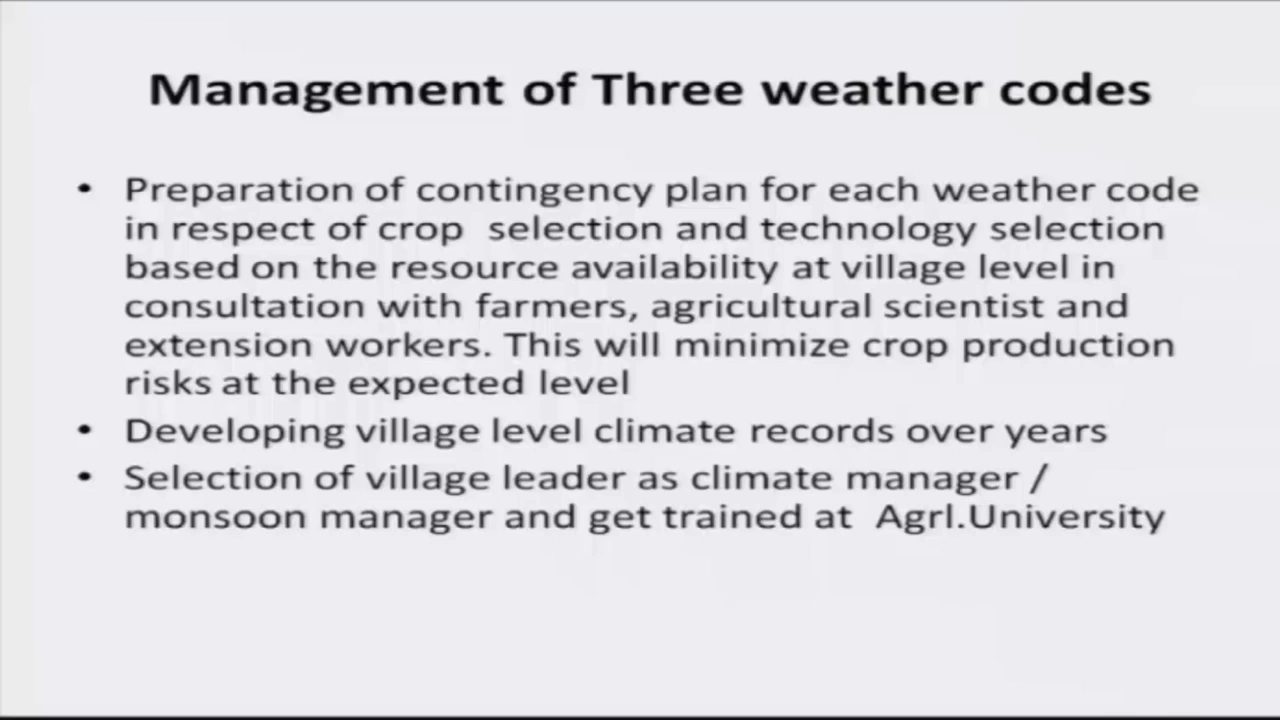 Management of Three weather codes
• Preparation of contingency plan for each weather code
in respect of crop selection and technology selection
based on the resource availability at village level in
consultation with farmers, agricultural scientist and
extension workers. This will minimize crop production
risks at the expected level
• Developing village level climate records over years
• Selection of village leader as climate manager /
monsoon manager and get trained at Agrl.University